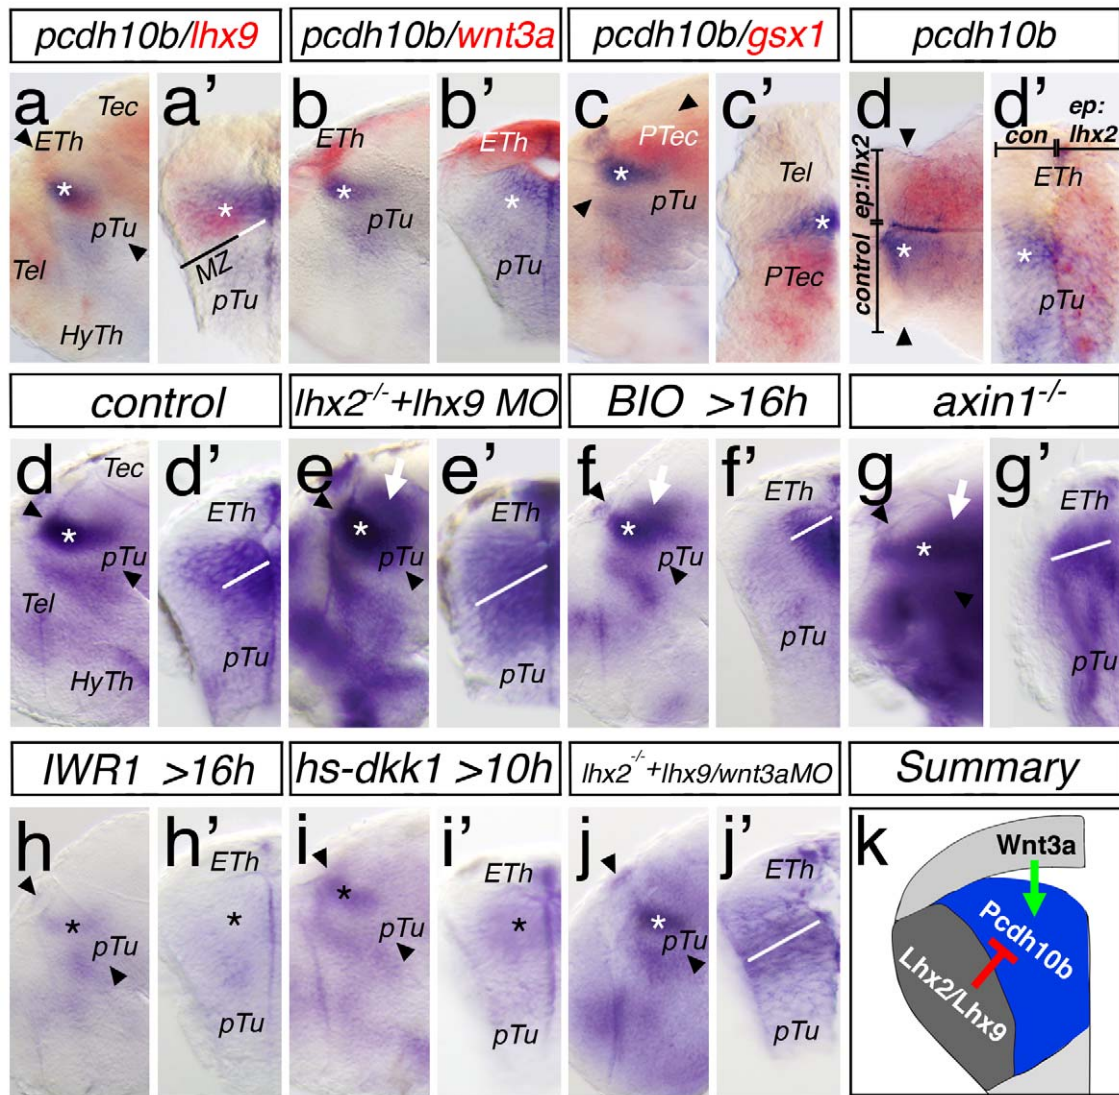 pcdh10b/lhx9
pcdh10b/wnt3a
pcdh10b/gsx1
pcdh10b
a
Tec
ETh
*
pTu
Tel
HyTh
a’
*
MZ
pTu
b
ETh
*
pTu
b’
ETh
*
pTu
c
PTec
*
pTu
c’
Tel
*
PTec
d
ep:lhx2
control
*
d’
ep:
con lhx2
ETh
*
pTu
control
lhx2-/-+lhx9 MO
BIO >16h
axin1-/-
d
Tec
*
pTu
Tel
HyTh
d’
ETh
pTu
e
*
pTu
e’
ETh
pTu
f
*
pTu
f’
ETh
pTu
g
*
g’
ETh
pTu
IWR1 >16h
hs-dkk1 >10h
lhx2-/-+lhx9/wnt3aMO
Summary
h
*
pTu
h’
ETh
*
pTu
i
*
pTu
i’
ETh
*
pTu
j
*
pTu
j’
ETh
pTu
k
Wnt3a
Pcdh10b
Lhx2/Lhx9